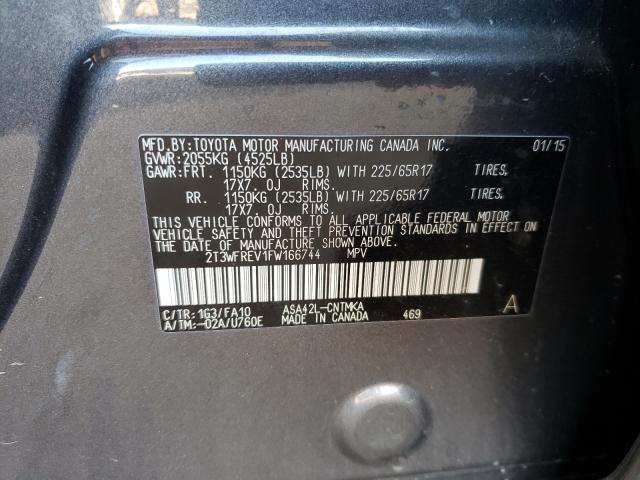 MFD.BY:TOYOTA MOTOR MANUFACTURING CANADA INC. 01/15
GVWR:2055KG (4525LB)
GAWR:FRT. 1150KG (2535LB) WITH 225/65R17 TIRES,
17X7.0J RIMS.
RR. 1150KG (2535LB) WITH 225/65R17 TIRES,
17X7.0J RIMS.
THIS VEHICLE CONFORMS TO ALL APPLICABLE FEDERAL MOTOR
VEHICLE SAFETY AND THEFT PREVENTION STANDARDS IN EFFECT
ON THE DATE OF MANUFACTURE SHOWN ABOVE.
2T3WFREV1FW166744 MPV
C/TR:1G3/FA10 ASA42L-CNTMKA 469 A
A/TM:-02A/U760E MADE IN CANADA